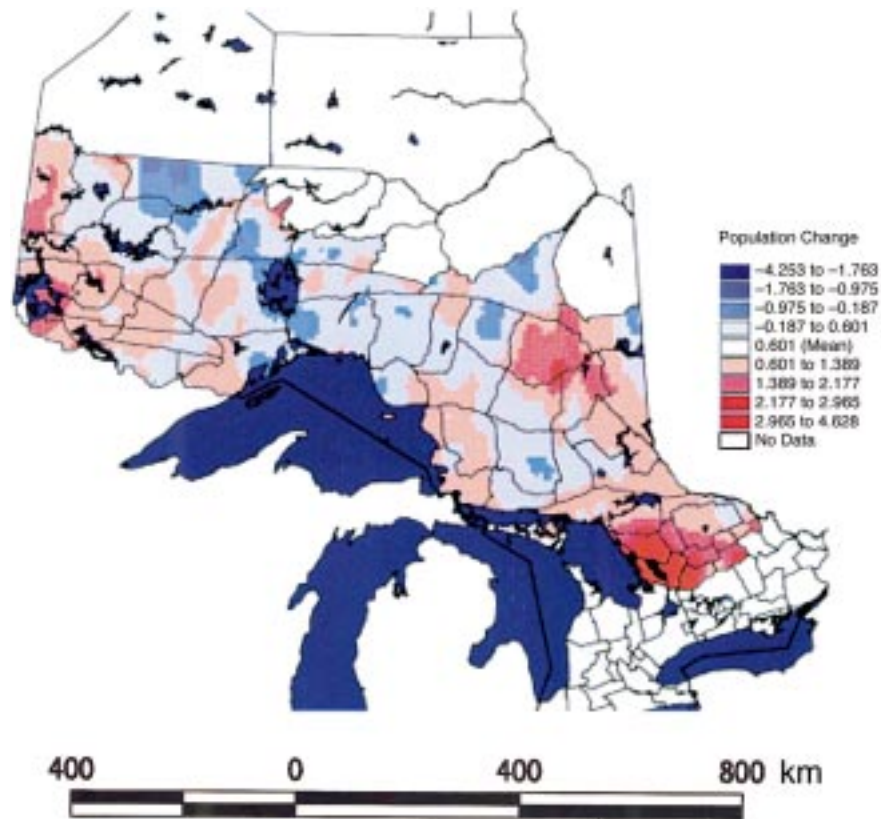 Population Change
−4.253 to −1.763
−1.763 to −0.975
−0.975 to −0.187
−0.187 to 0.601
0.601 (Mean)
0.601 to 1.389
1.389 to 2.177
2.177 to 2.965
2.965 to 4.628
No Data
400 0 400 800 km